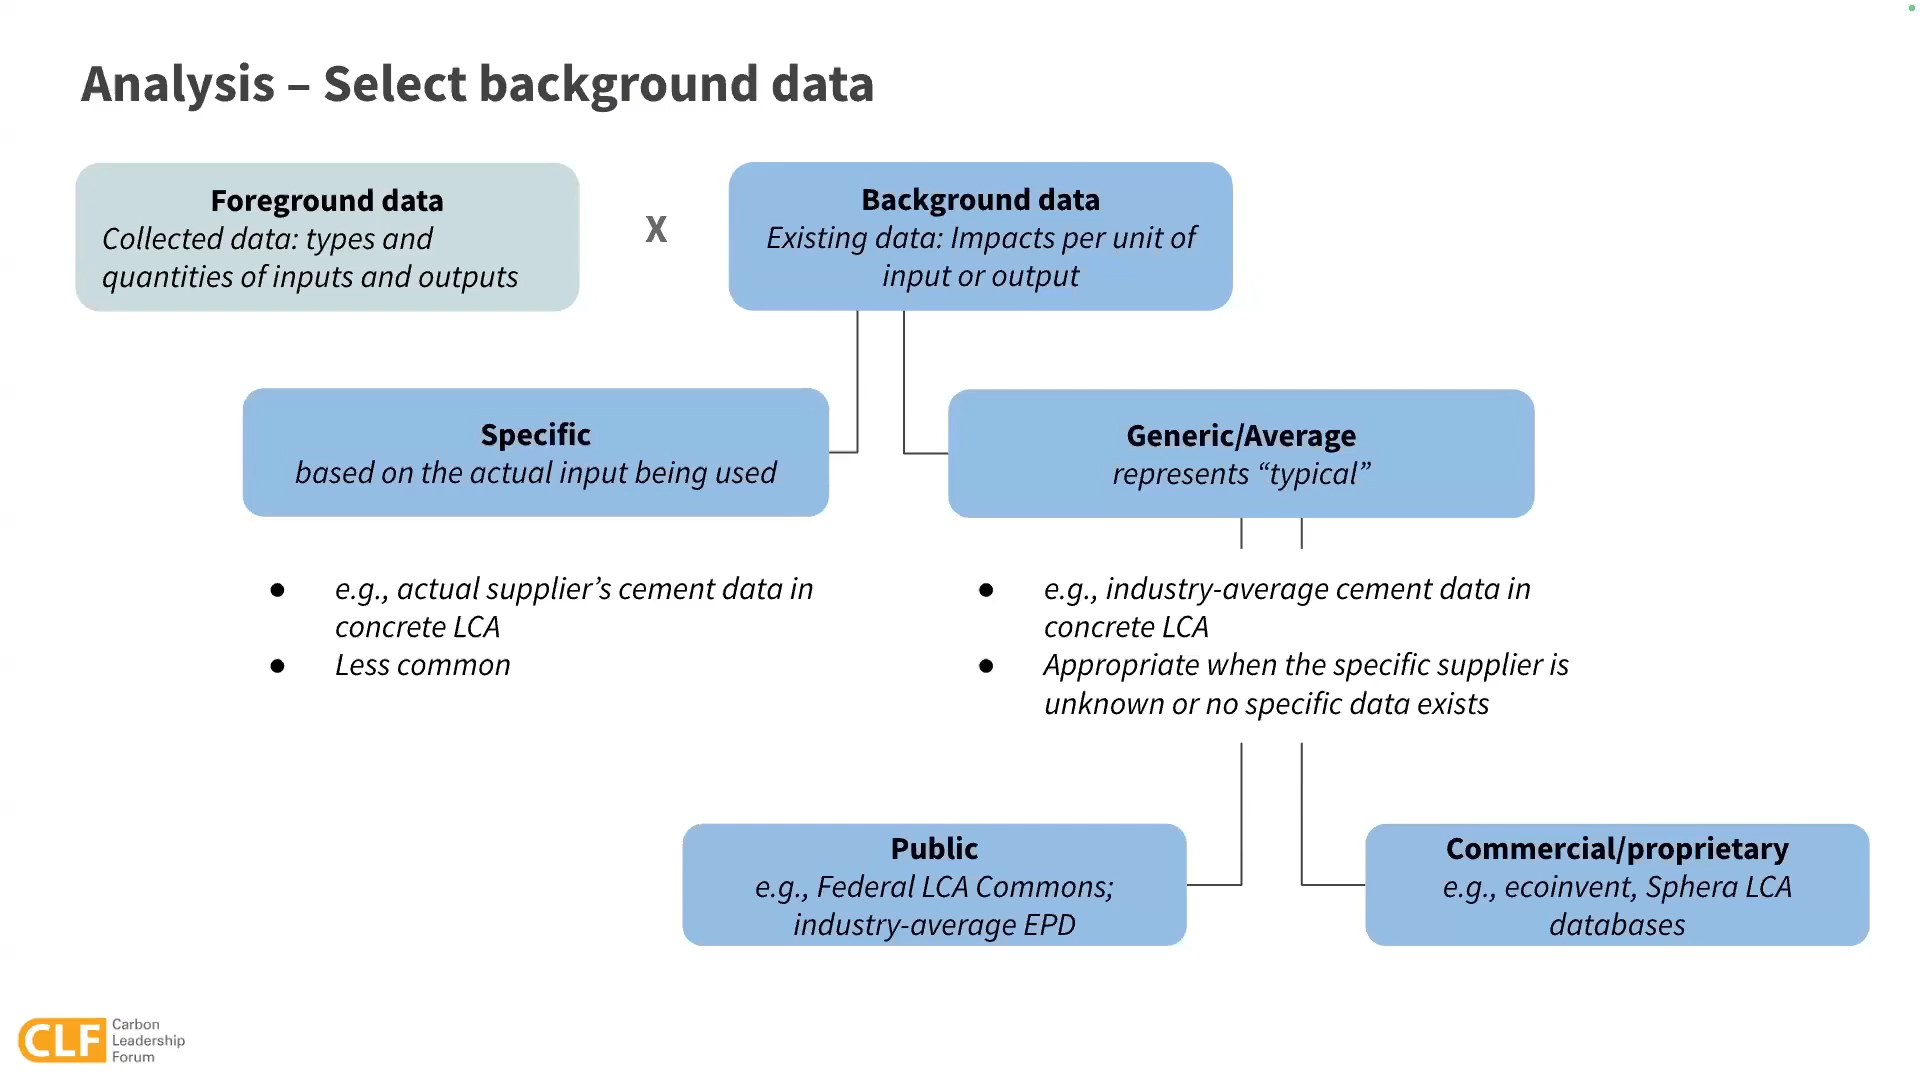 Analysis – Select background data
Foreground data
Collected data: types and
quantities of inputs and outputs
X
Background data
Existing data: Impacts per unit of
input or output
Specific
based on the actual input being used
Generic/Average
represents “typical”
● e.g., actual supplier’s cement data in
concrete LCA
● Less common
● e.g., industry-average cement data in
concrete LCA
● Appropriate when the specific supplier is
unknown or no specific data exists
Public
e.g., Federal LCA Commons;
industry-average EPD
Commercial/proprietary
e.g., ecoinvent, Sphera LCA
databases
CLF
Carbon
Leadership
Forum